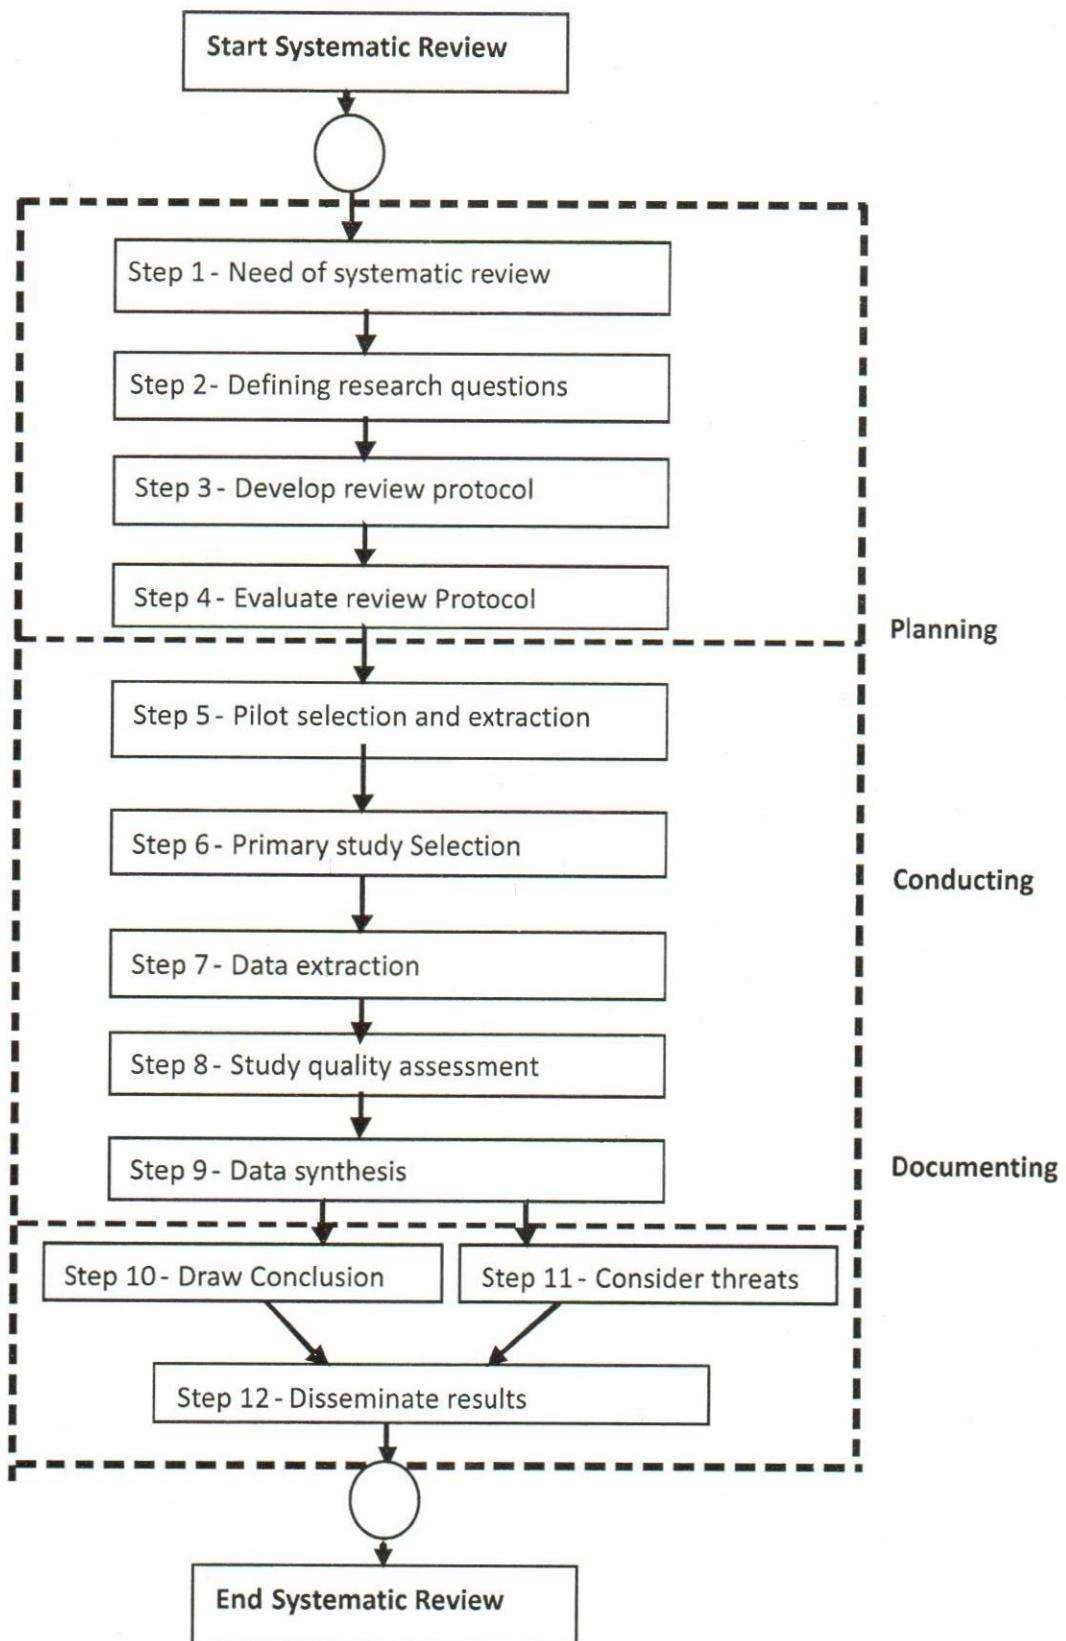 Start Systematic Review
Step 1 - Need of systematic review
Step 2- Defining research questions
Step 3 - Develop review protocol
Step 4 - Evaluate review Protocol
Planning
Step 5 - Pilot selection and extraction
Step 6 - Primary study Selection
Conducting
Step 7 - Data extraction
Step 8 - Study quality assessment
Step 9 - Data synthesis
Documenting
Step 10 - Draw Conclusion
Step 11 - Consider threats
Step 12 - Disseminate results
End Systematic Review